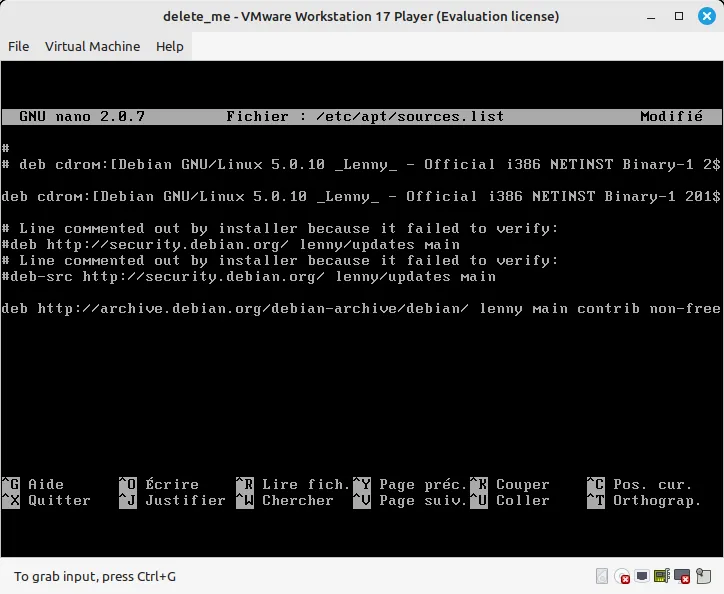 delete_me - VMware Workstation 17 Player (Evaluation license)
File Virtual Machine Help
GNU nano 2.0.7 Fichier : /etc/apt/sources.list Modifié
#
# deb cdrom:[Debian GNU/Linux 5.0.10 _Lenny_ - Official i386 NETINST Binary-1 2$
deb cdrom:[Debian GNU/Linux 5.0.10 _Lenny_ - Official i386 NETINST Binary-1 201$
# Line commented out by installer because it failed to verify:
#deb http://security.debian.org/ lenny/updates main
# Line commented out by installer because it failed to verify:
#deb-src http://security.debian.org/ lenny/updates main
deb http://archive.debian.org/debian-archive/debian/ lenny main contrib non-free
^G Aide ^O Écrire ^R Lire fich. ^Y Page préc. ^K Couper ^C Pos. cur.
^X Quitter ^J Justifier ^W Chercher ^V Page suiv. ^U Coller ^T Orthograp.
To grab input, press Ctrl+G